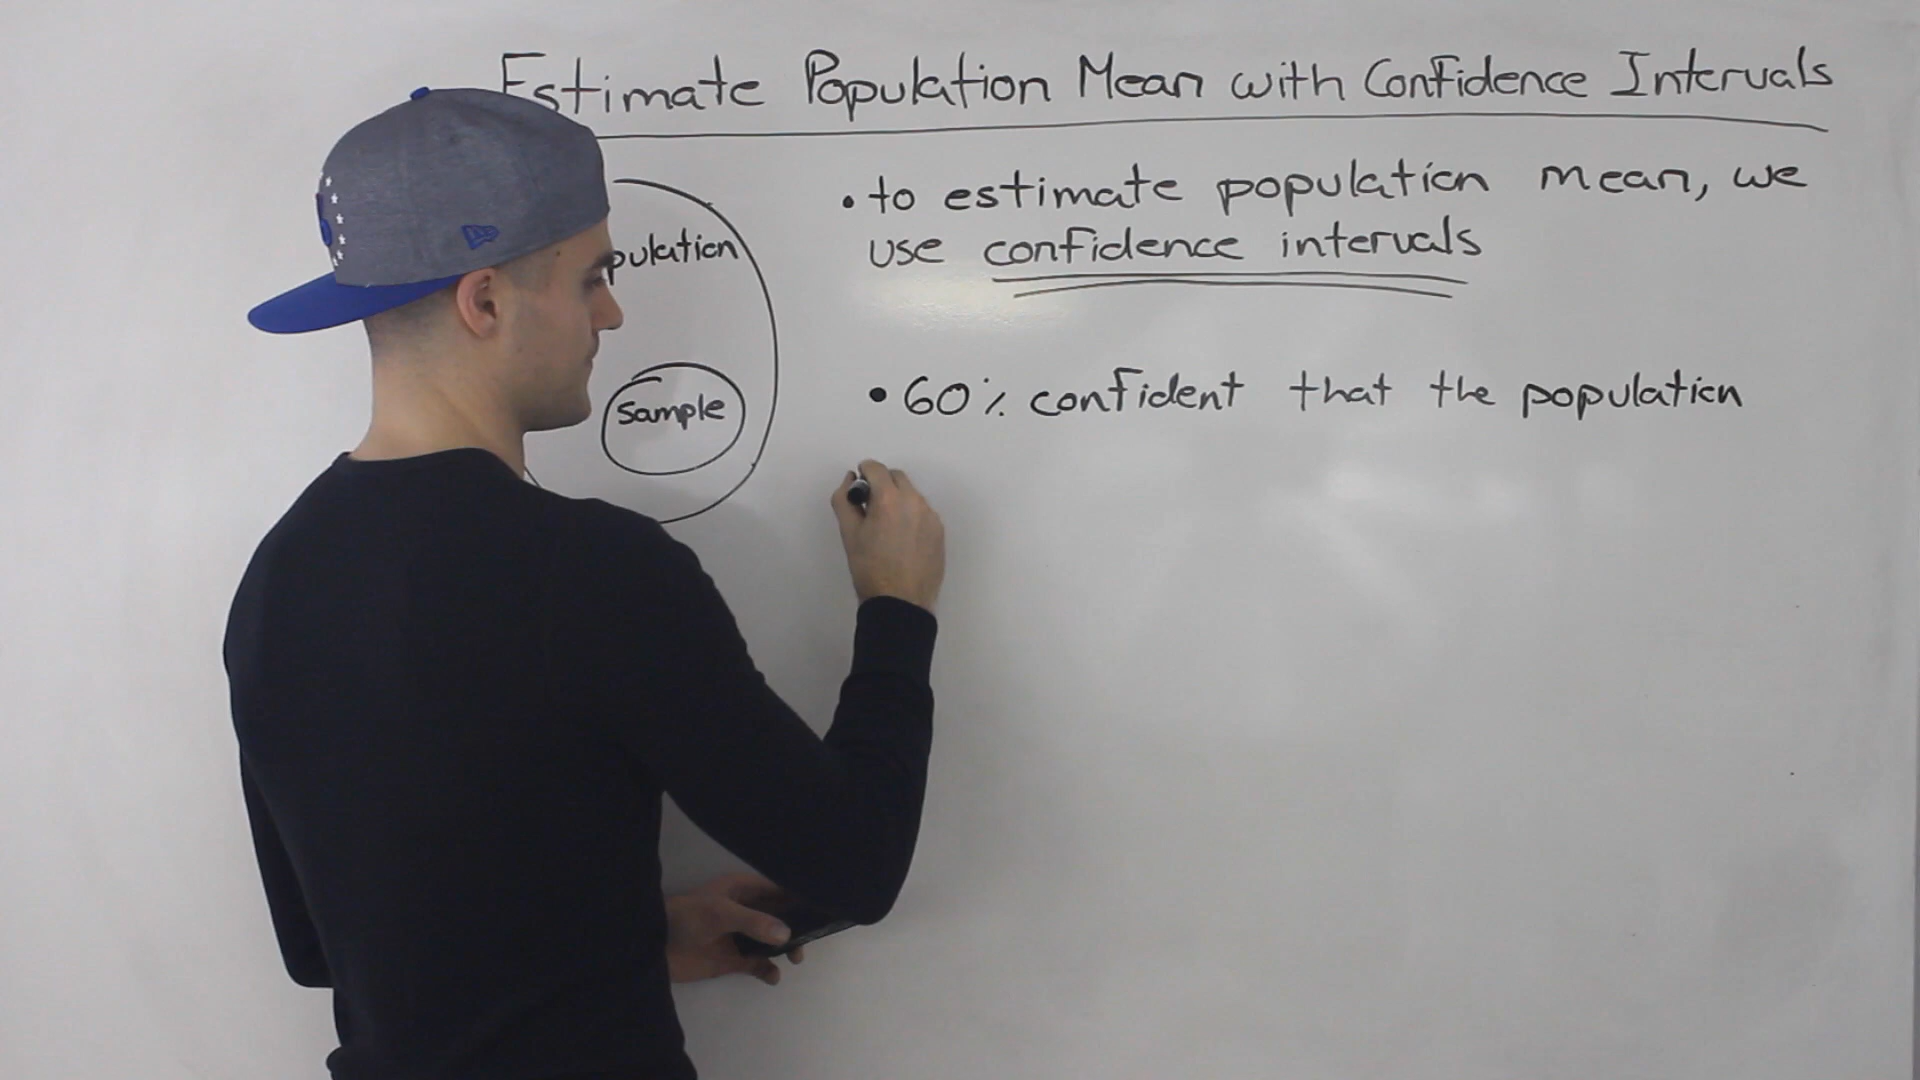 Estimate Population Mean with Confidence Intervals
• to estimate population mean, we
use confidence intervals
pulation
Sample
• 60% confident that the population